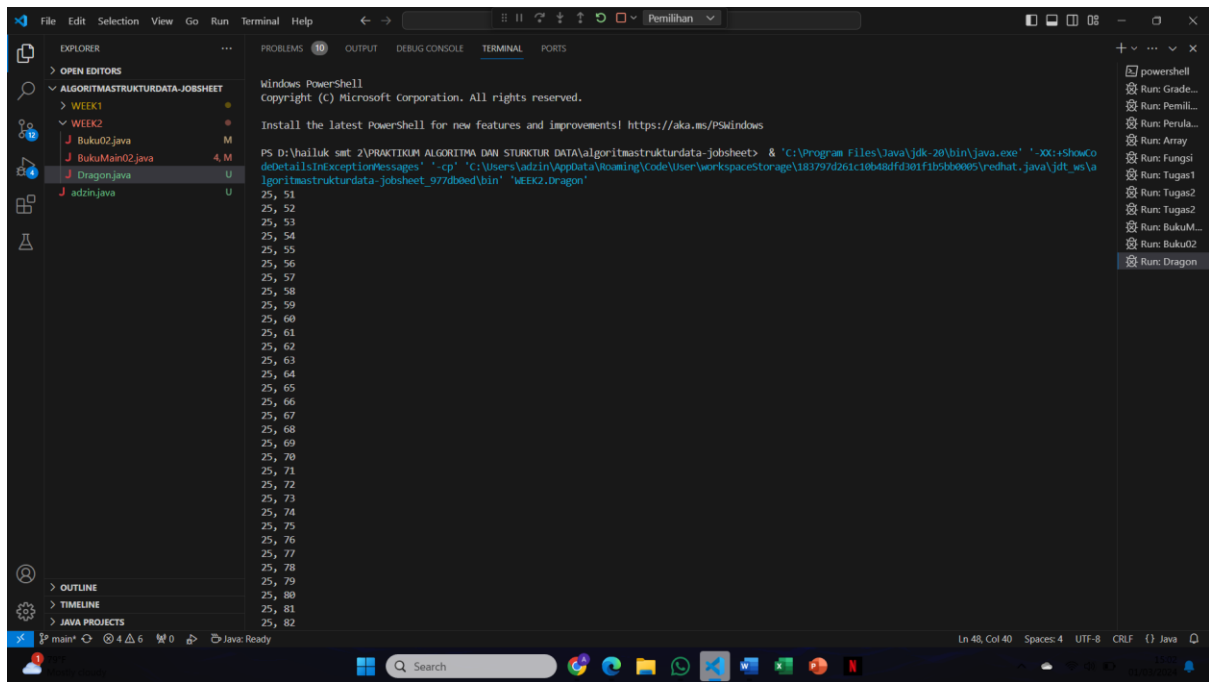 File Edit Selection View Go Run Terminal Help
Pemilihan
EXPLORER
OPEN EDITORS
ALGORITMASTRUKTURDATA-JOBSHEET
WEEK1
WEEK2
J Buku02.java M
J BukuMain02.java 4, M
J Dragon.java U
J adzin.java U
12
4
OUTLINE
TIMELINE
JAVA PROJECTS
PROBLEMS 10 OUTPUT DEBUG CONSOLE TERMINAL PORTS
Windows PowerShell
Copyright (C) Microsoft Corporation. All rights reserved.
Install the latest PowerShell for new features and improvements! https://aka.ms/PSWindows
PS D:\hailuk smt 2\PRAKTIKUM ALGORITMA DAN STURKTUR DATA\algoritmastrukturdata-jobsheet> & 'C:\Program Files\Java\jdk-20\bin\java.exe' '-XX:+ShowCo
deDetailsInExceptionMessages' '-cp' 'C:\Users\adzin\AppData\Roaming\Code\User\workspaceStorage\183797d261c10b48dfd301f1b5bb0005\redhat.java\jdt_ws\a
lgoritmastrukturdata-jobsheet_977db0ed\bin' 'WEEK2.Dragon'
25, 51
25, 52
25, 53
25, 54
25, 55
25, 56
25, 57
25, 58
25, 59
25, 60
25, 61
25, 62
25, 63
25, 64
25, 65
25, 66
25, 67
25, 68
25, 69
25, 70
25, 71
25, 72
25, 73
25, 74
25, 75
25, 76
25, 77
25, 78
25, 79
25, 80
25, 81
25, 82
powershell
Run: Grade...
Run: Pemili...
Run: Perula...
Run: Array
Run: Fungsi
Run: Tugas1
Run: Tugas2
Run: Tugas2
Run: BukuM...
Run: Buku02
Run: Dragon
main* 4 6 0 Java: Ready
Ln 48, Col 40 Spaces: 4 UTF-8 CRLF {} Java
1
Search